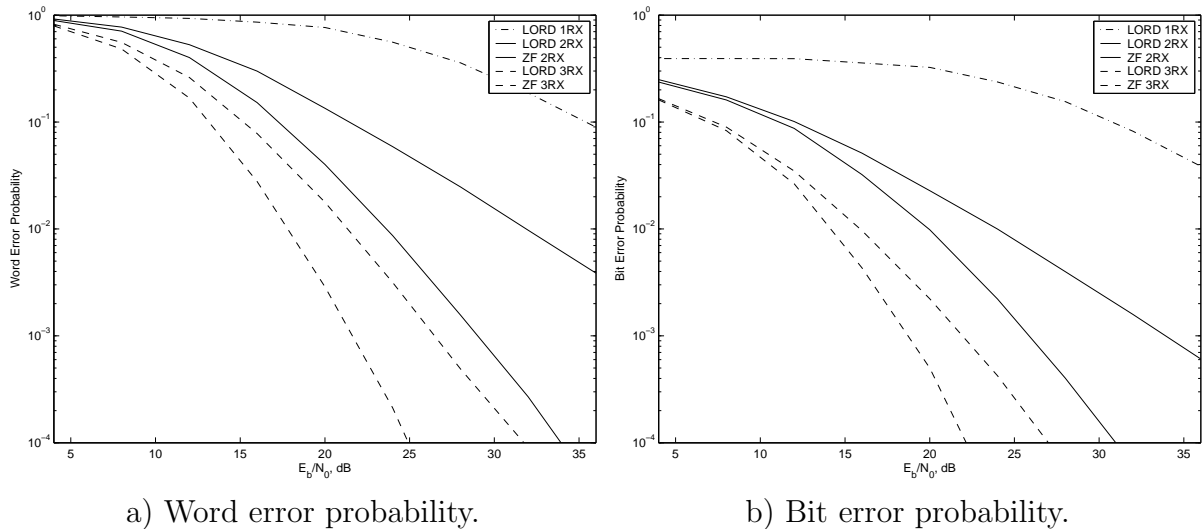 LORD 1RX
LORD 2RX
ZF 2RX
LORD 3RX
ZF 3RX
10^0
10^−1
10^−2
10^−3
10^−4
Word Error Probability
5 10 15 20 25 30 35
E_b/N_0, dB
a) Word error probability.
LORD 1RX
LORD 2RX
ZF 2RX
LORD 3RX
ZF 3RX
10^0
10^−1
10^−2
10^−3
10^−4
Bit Error Probability
5 10 15 20 25 30 35
E_b/N_0, dB
b) Bit error probability.